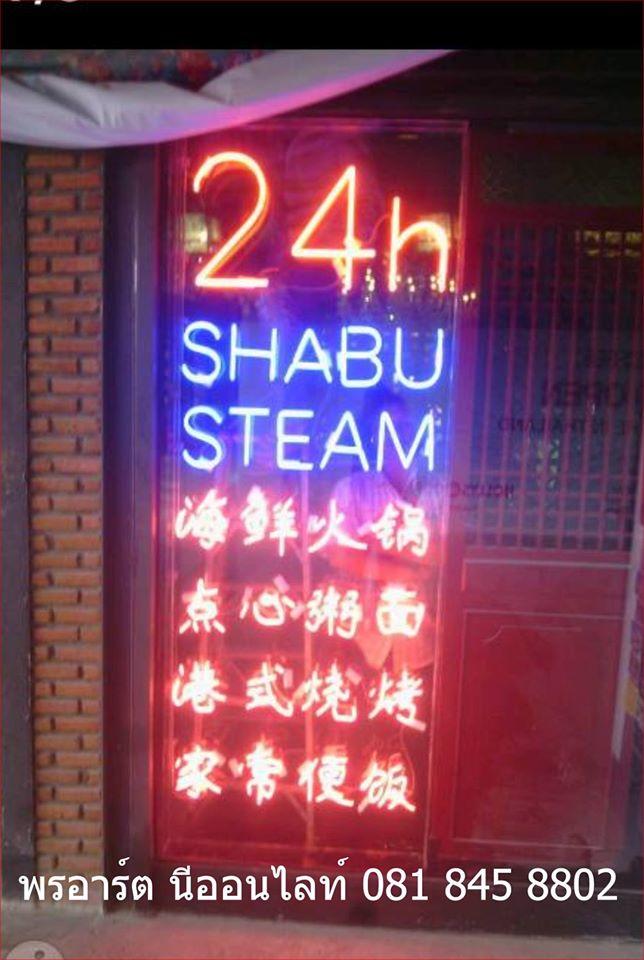 24h
SHABU
STEAM
海鲜火锅
点心粥面
港式烧烤
家常便饭
พรอาร์ต นีออนไลท์ 081 845 8802